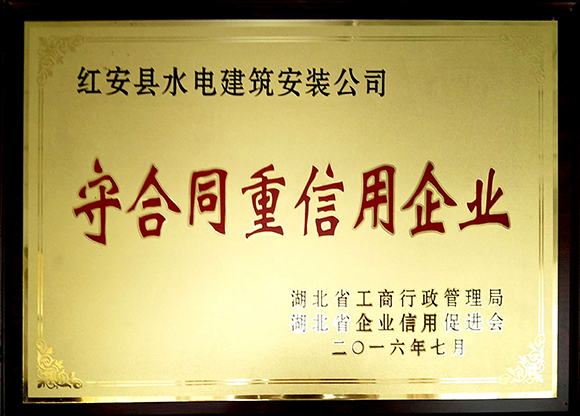 红安县水电建筑安装公司
守合同重信用企业
湖北省工商行政管理局
湖北省企业信用促进会
二〇一六年七月